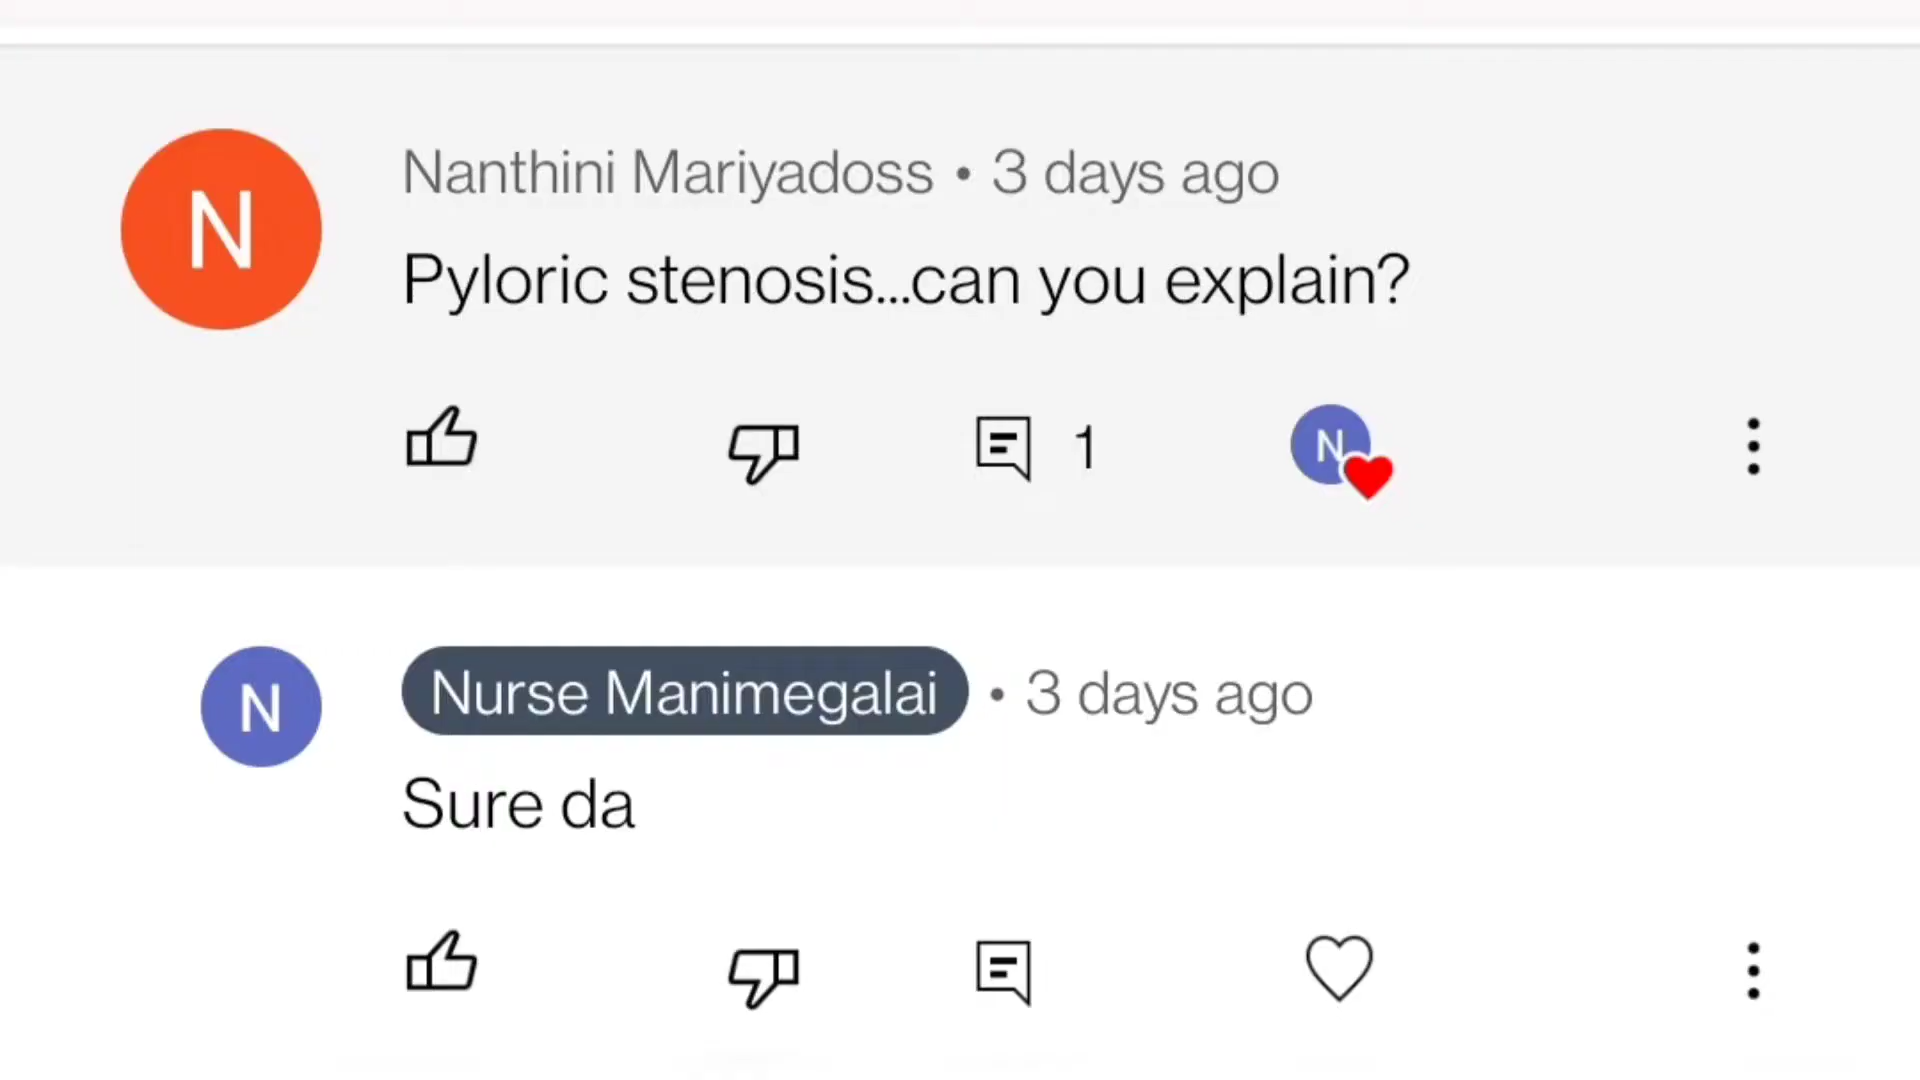 N
Nanthini Mariyadoss • 3 days ago
Pyloric stenosis...can you explain?
1
N
N
Nurse Manimegalai • 3 days ago
Sure da